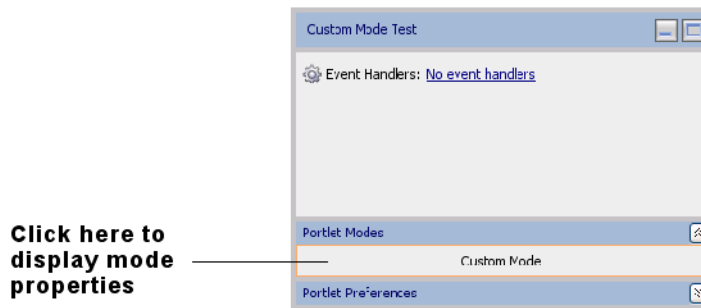 Custom Mode Test
Event Handlers: No event handlers
Click here to
display mode
properties
Portlet Modes
Custom Mode
Portlet Preferences